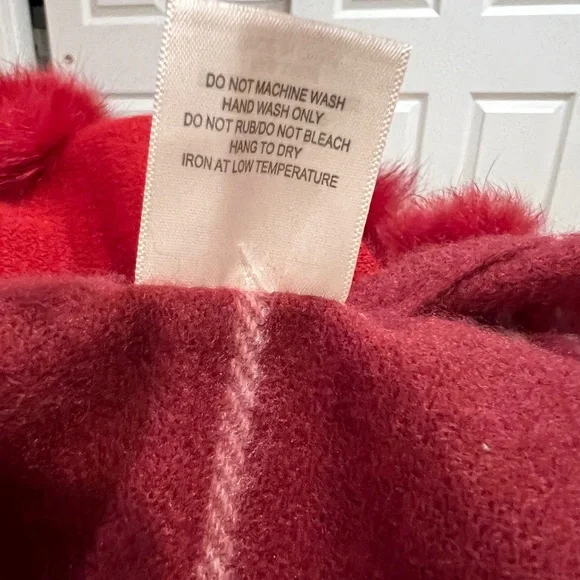 DO NOT MACHINE WASH
HAND WASH ONLY
DO NOT RUB/DO NOT BLEACH
HANG TO DRY
IRON AT LOW TEMPERATURE